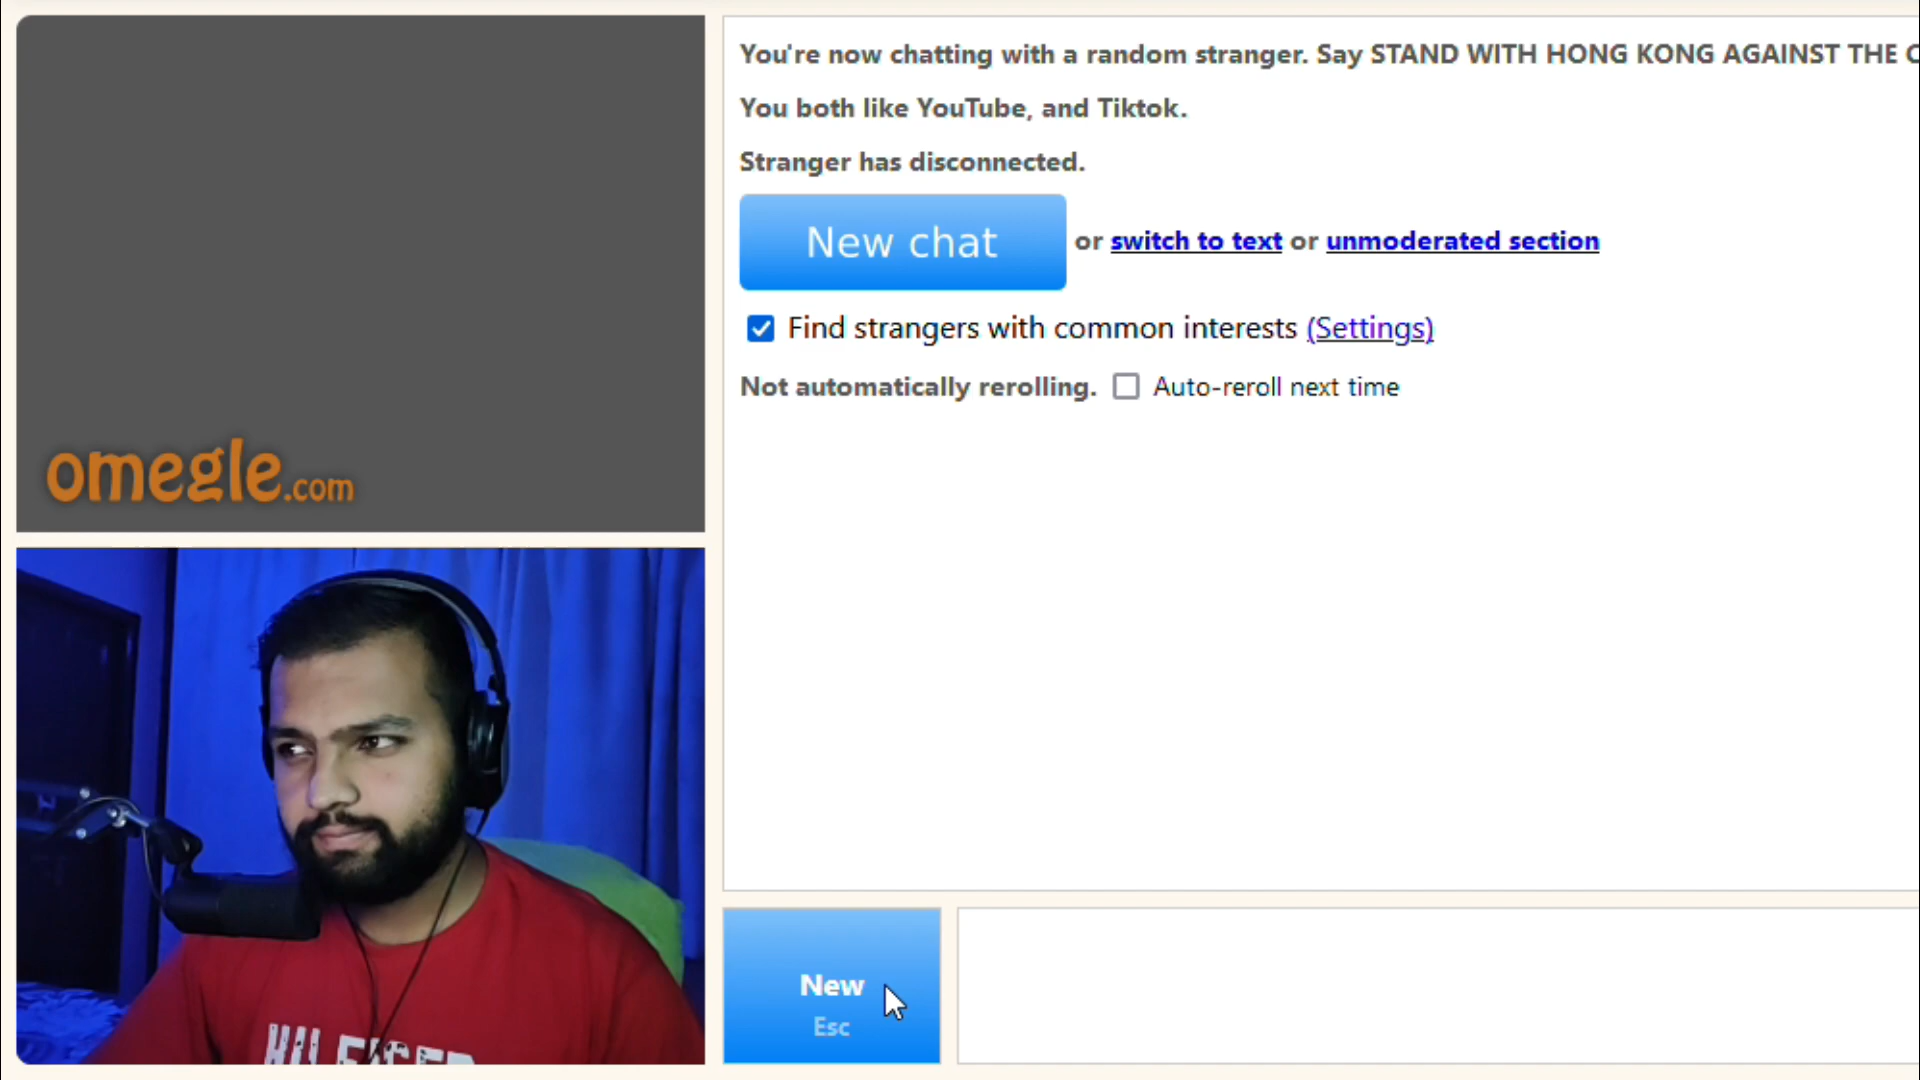 You're now chatting with a random stranger. Say STAND WITH HONG KONG AGAINST THE C
You both like YouTube, and Tiktok.
Stranger has disconnected.
New chat or switch to text or unmoderated section
Find strangers with common interests (Settings)
Not automatically rerolling. Auto-reroll next time
omegle.com
New
Esc